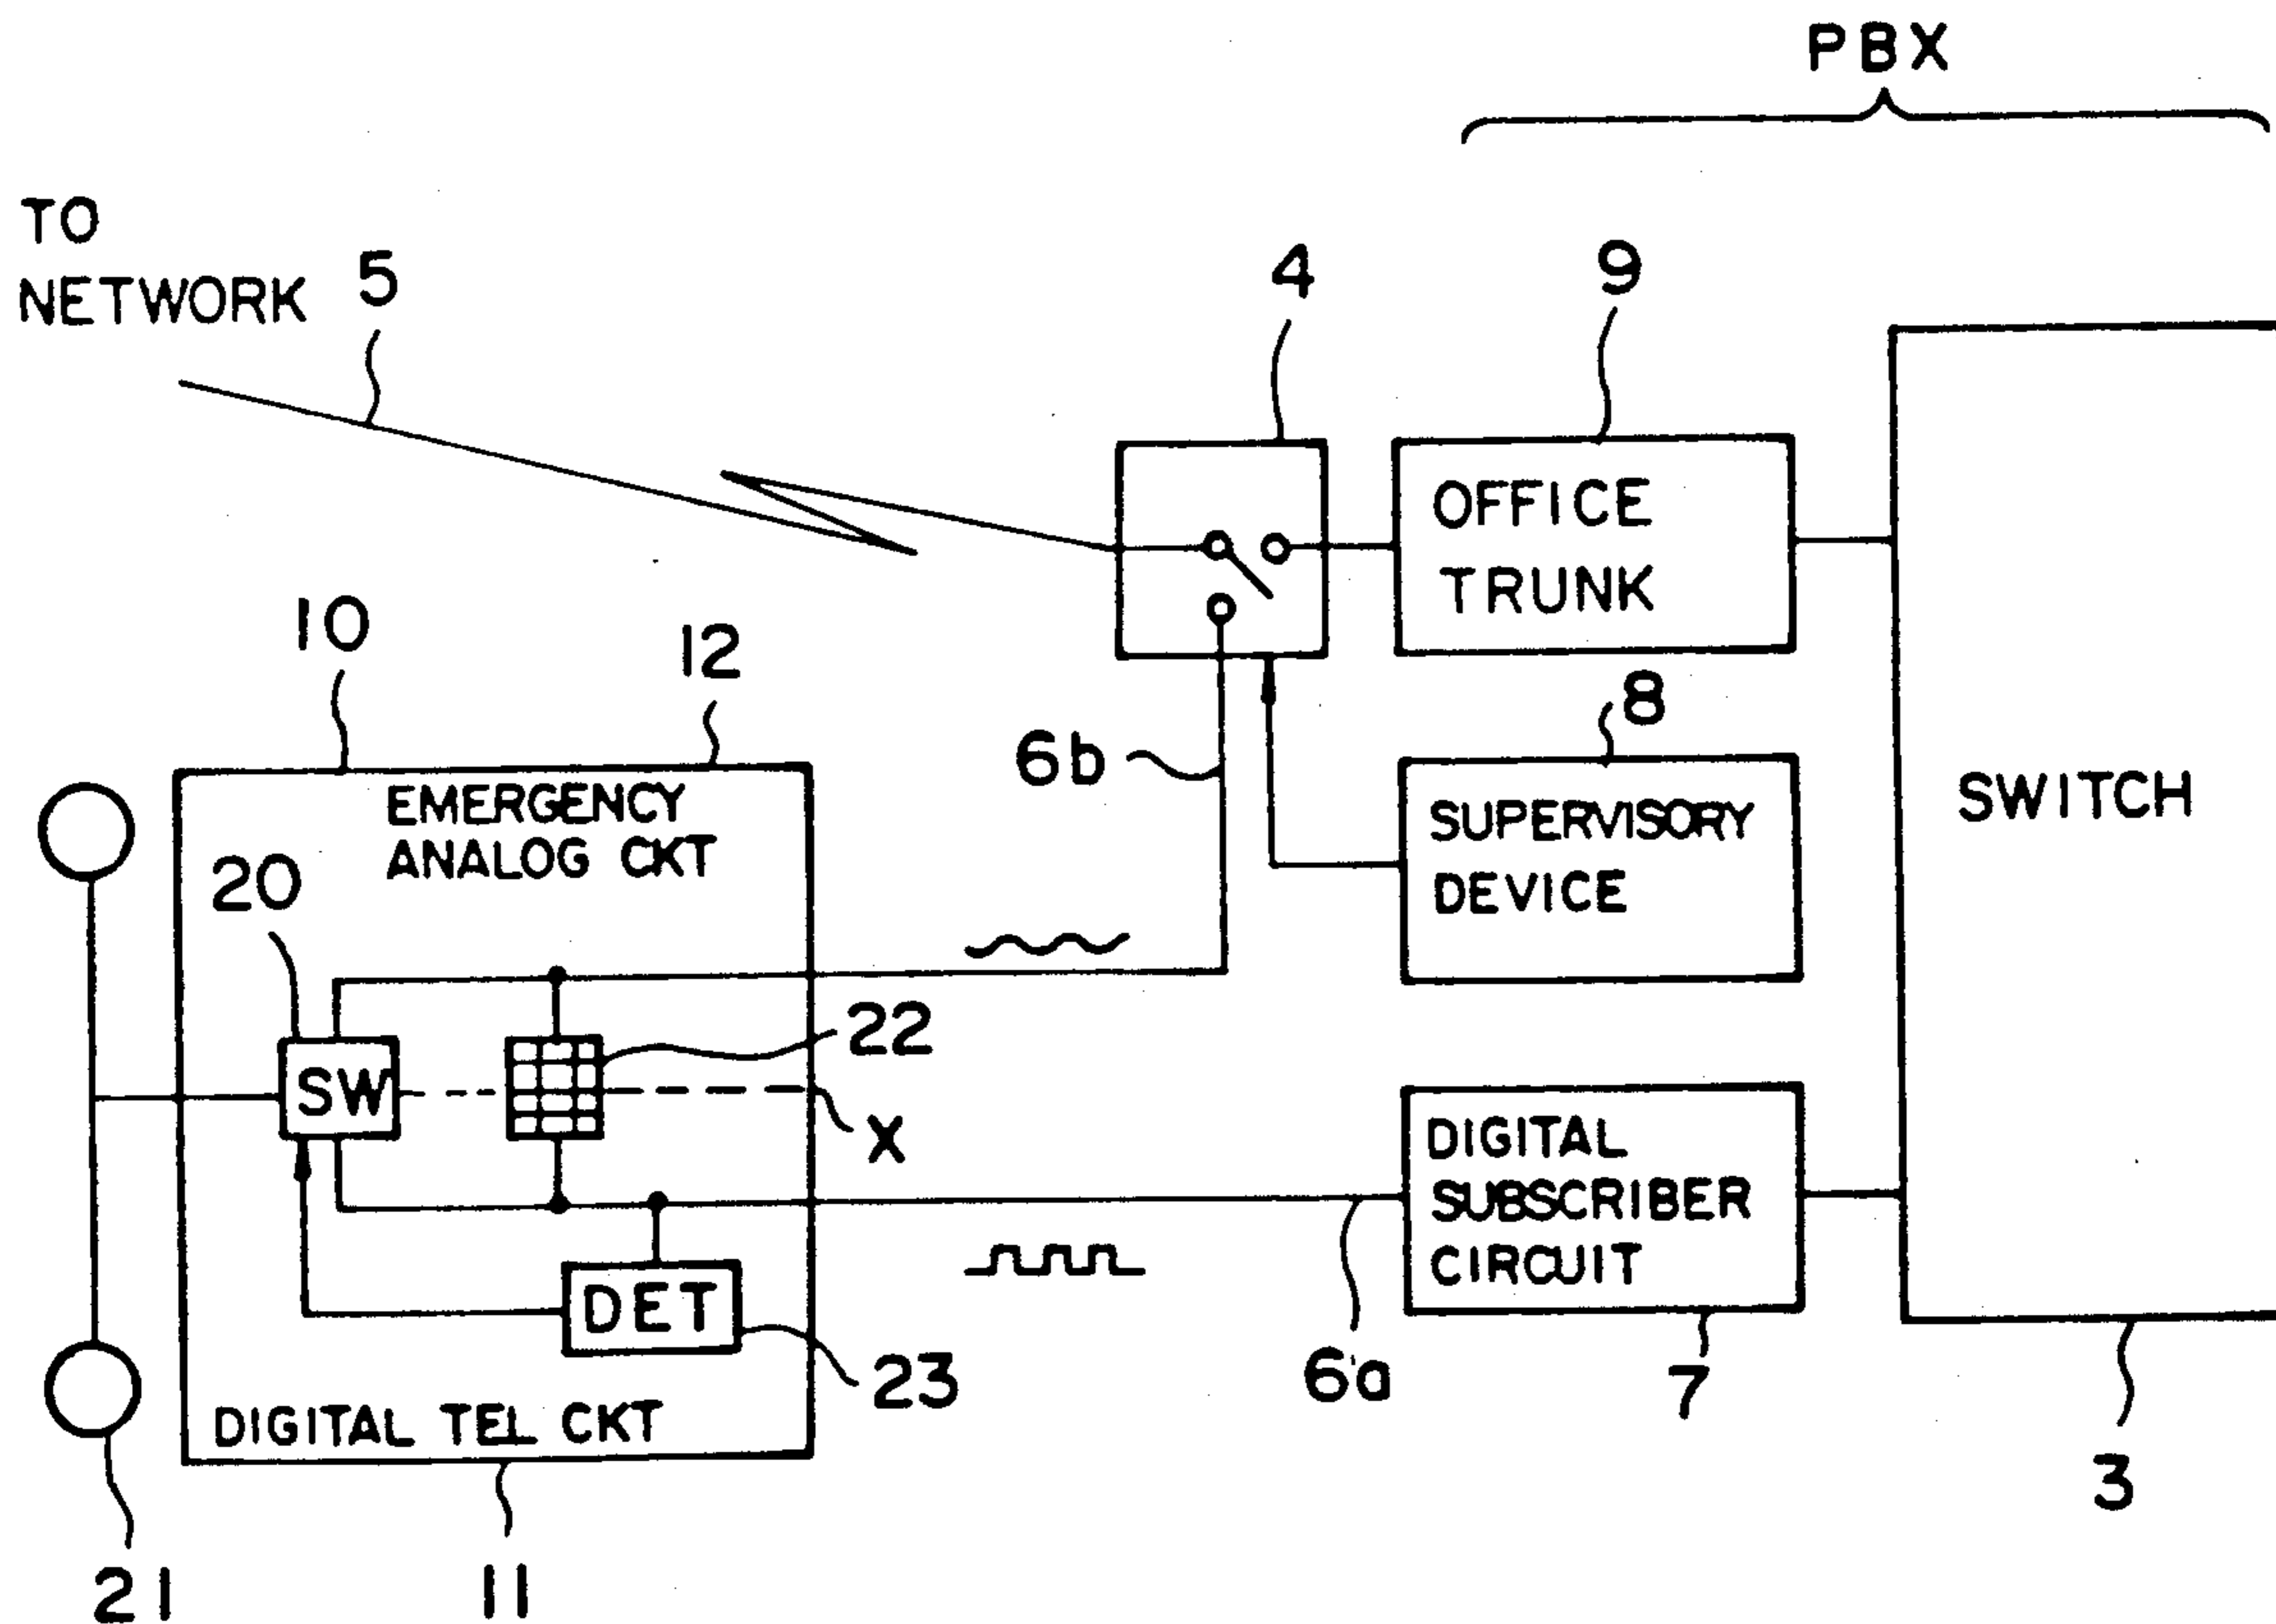 PBX
TO
NETWORK
5
4
9
OFFICE
TRUNK
10
12
8
6b
EMERGENCY
ANALOG CKT
SUPERVISORY
DEVICE
SWITCH
20
22
SW
X
DIGITAL
SUBSCRIBER
CIRCUIT
DET
23
6a
7
DIGITAL TEL CKT
3
21
11